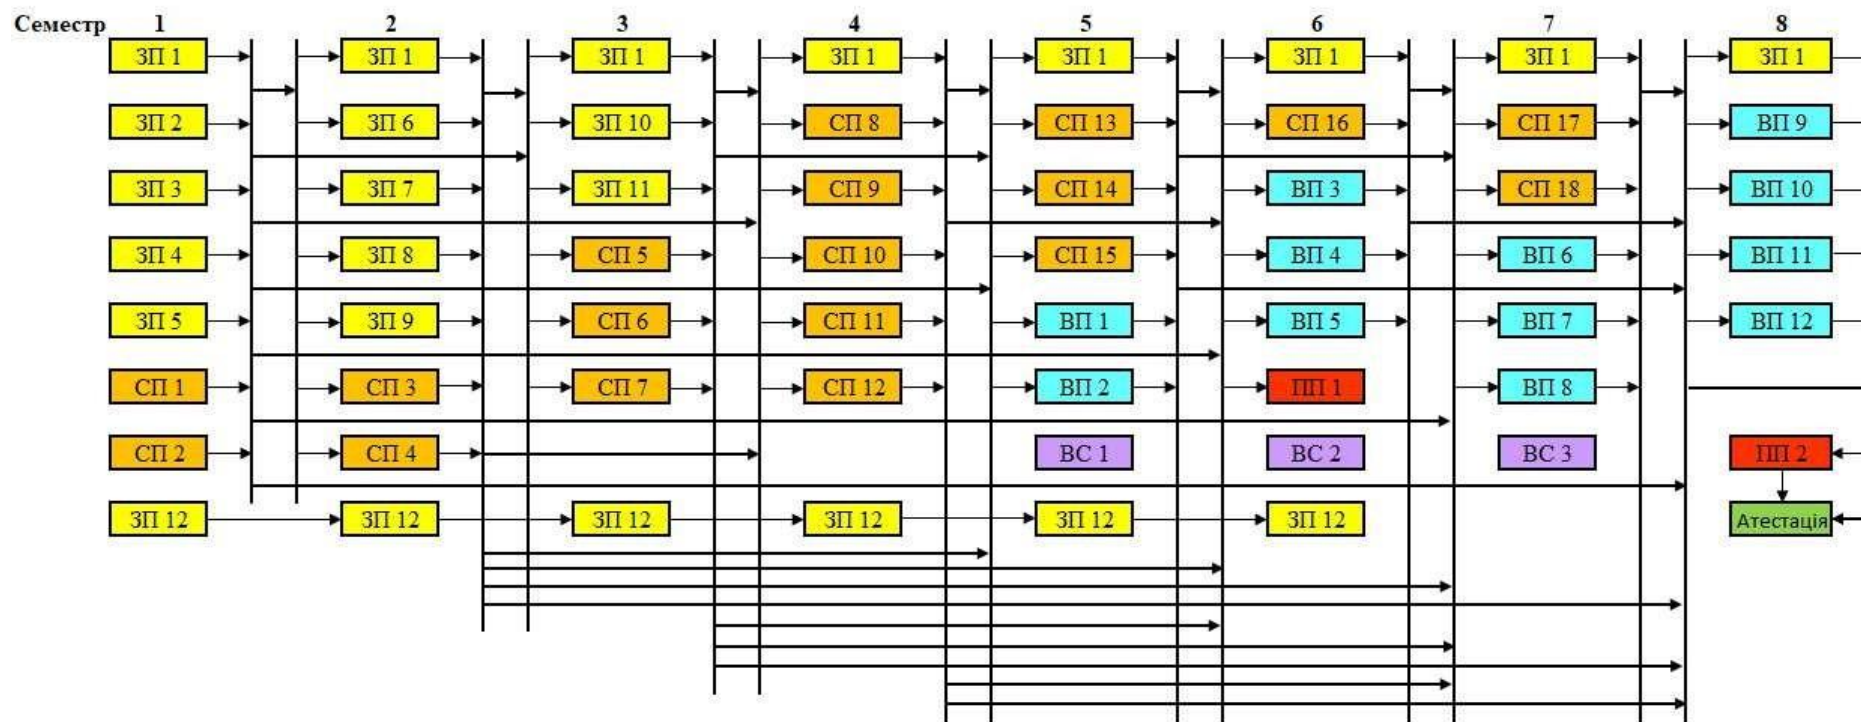 Семестр 1 2 3 4 5 6 7 8
ЗП 1 ЗП 1 ЗП 1 ЗП 1 ЗП 1 ЗП 1 ЗП 1 ЗП 1
ЗП 2 ЗП 6 ЗП 10 СП 8 СП 13 СП 16 СП 17 ВП 9
ЗП 3 ЗП 7 ЗП 11 СП 9 СП 14 ВП 3 СП 18 ВП 10
ЗП 4 ЗП 8 СП 5 СП 10 СП 15 ВП 4 ВП 6 ВП 11
ЗП 5 ЗП 9 СП 6 СП 11 ВП 1 ВП 5 ВП 7 ВП 12
СП 1 СП 3 СП 7 СП 12 ВП 2 ПП 1 ВП 8
СП 2 СП 4 ВС 1 ВС 2 ВС 3 ПП 2
ЗП 12 ЗП 12 ЗП 12 ЗП 12 ЗП 12 ЗП 12 Атестація